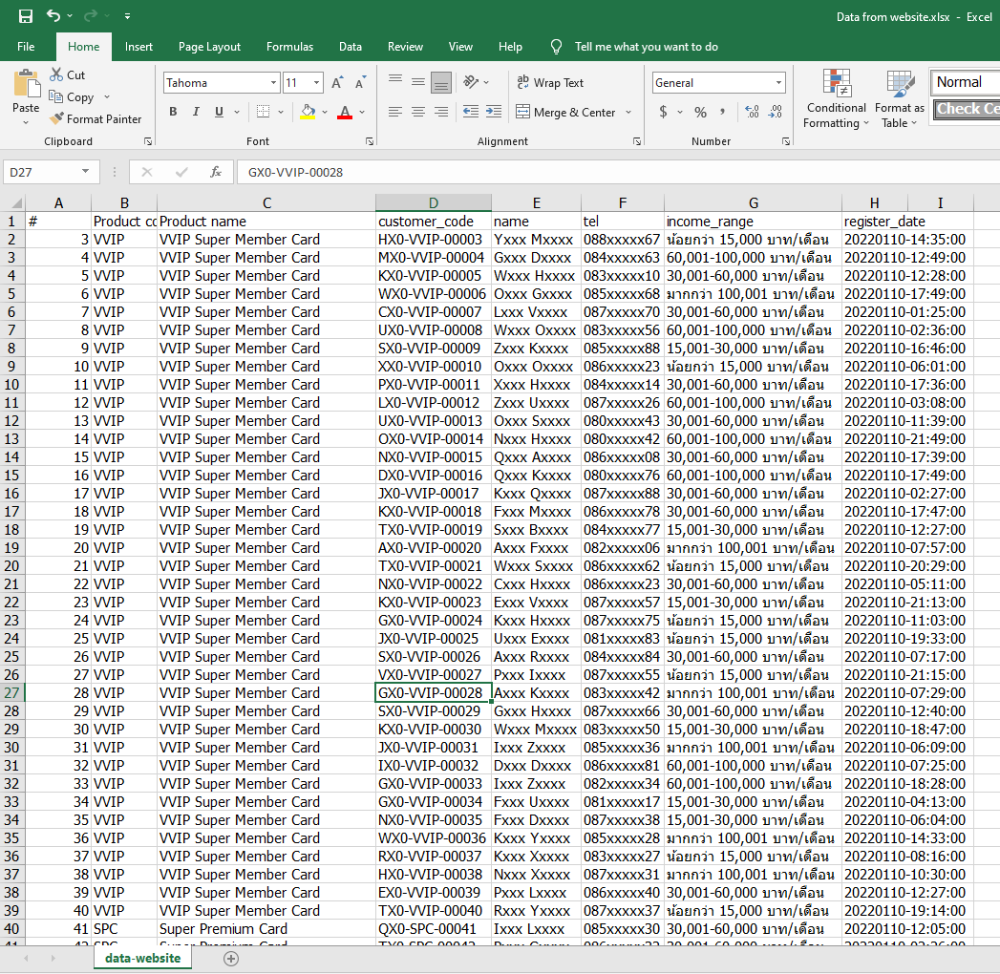 Data from website.xlsx - Excel
File Home Insert Page Layout Formulas Data Review View Help Tell me what you want to do
Cut
Copy
Format Painter
Paste
Clipboard
Tahoma 11
B I U
Font
Wrap Text
Merge & Center
Alignment
General
$ % ,
Number
Conditional Formatting
Format as Table
Normal
Check Ce
D27 fx GX0-VVIP-00028
A B C D E F G H I
1 # Product co Product name customer_code name tel income_range register_date
2 3 VVIP VVIP Super Member Card HX0-VVIP-00003 Yxxx Mxxxx 088xxxxx67 น้อยกว่า 15,000 บาท/เดือน 20220110-14:35:00
3 4 VVIP VVIP Super Member Card MX0-VVIP-00004 Gxxx Dxxxx 084xxxxx63 60,001-100,000 บาท/เดือน 20220110-12:49:00
4 5 VVIP VVIP Super Member Card KX0-VVIP-00005 Wxxx Hxxxx 083xxxxx10 30,001-60,000 บาท/เดือน 20220110-12:28:00
5 6 VVIP VVIP Super Member Card WX0-VVIP-00006 Oxxx Gxxxx 085xxxxx68 มากกว่า 100,001 บาท/เดือน 20220110-17:49:00
6 7 VVIP VVIP Super Member Card CX0-VVIP-00007 Lxxx Vxxxx 087xxxxx70 30,001-60,000 บาท/เดือน 20220110-01:25:00
7 8 VVIP VVIP Super Member Card UX0-VVIP-00008 Wxxx Oxxxx 083xxxxx56 60,001-100,000 บาท/เดือน 20220110-02:36:00
8 9 VVIP VVIP Super Member Card SX0-VVIP-00009 Zxxx Kxxxx 085xxxxx88 15,001-30,000 บาท/เดือน 20220110-16:46:00
9 10 VVIP VVIP Super Member Card XX0-VVIP-00010 Oxxx Oxxxx 086xxxxx23 น้อยกว่า 15,000 บาท/เดือน 20220110-06:01:00
10 11 VVIP VVIP Super Member Card PX0-VVIP-00011 Xxxx Hxxxx 084xxxxx14 30,001-60,000 บาท/เดือน 20220110-17:36:00
11 12 VVIP VVIP Super Member Card LX0-VVIP-00012 Zxxx Uxxxx 087xxxxx26 60,001-100,000 บาท/เดือน 20220110-03:08:00
12 13 VVIP VVIP Super Member Card UX0-VVIP-00013 Oxxx Sxxxx 080xxxxx43 30,001-60,000 บาท/เดือน 20220110-11:39:00
13 14 VVIP VVIP Super Member Card OX0-VVIP-00014 Nxxx Hxxxx 080xxxxx42 60,001-100,000 บาท/เดือน 20220110-21:49:00
14 15 VVIP VVIP Super Member Card NX0-VVIP-00015 Qxxx Axxxx 086xxxxx08 30,001-60,000 บาท/เดือน 20220110-17:39:00
15 16 VVIP VVIP Super Member Card DX0-VVIP-00016 Qxxx Kxxxx 080xxxxx76 60,001-100,000 บาท/เดือน 20220110-17:49:00
16 17 VVIP VVIP Super Member Card JX0-VVIP-00017 Kxxx Qxxxx 087xxxxx88 30,001-60,000 บาท/เดือน 20220110-02:27:00
17 18 VVIP VVIP Super Member Card KX0-VVIP-00018 Fxxx Mxxxx 086xxxxx78 30,001-60,000 บาท/เดือน 20220110-17:47:00
18 19 VVIP VVIP Super Member Card TX0-VVIP-00019 Sxxx Bxxxx 084xxxxx77 15,001-30,000 บาท/เดือน 20220110-12:27:00
19 20 VVIP VVIP Super Member Card AX0-VVIP-00020 Axxx Fxxxx 082xxxxx06 มากกว่า 100,001 บาท/เดือน 20220110-07:57:00
20 21 VVIP VVIP Super Member Card TX0-VVIP-00021 Wxxx Sxxxx 086xxxxx62 น้อยกว่า 15,000 บาท/เดือน 20220110-20:29:00
21 22 VVIP VVIP Super Member Card NX0-VVIP-00022 Cxxx Hxxxx 086xxxxx23 30,001-60,000 บาท/เดือน 20220110-05:11:00
22 23 VVIP VVIP Super Member Card KX0-VVIP-00023 Exxx Vxxxx 087xxxxx57 15,001-30,000 บาท/เดือน 20220110-21:13:00
23 24 VVIP VVIP Super Member Card GX0-VVIP-00024 Kxxx Hxxxx 087xxxxx75 น้อยกว่า 15,000 บาท/เดือน 20220110-11:03:00
24 25 VVIP VVIP Super Member Card JX0-VVIP-00025 Uxxx Exxxx 081xxxxx83 น้อยกว่า 15,000 บาท/เดือน 20220110-19:33:00
25 26 VVIP VVIP Super Member Card SX0-VVIP-00026 Axxx Rxxxx 084xxxxx84 30,001-60,000 บาท/เดือน 20220110-07:17:00
26 27 VVIP VVIP Super Member Card VX0-VVIP-00027 Pxxx Ixxxx 087xxxxx55 น้อยกว่า 15,000 บาท/เดือน 20220110-21:15:00
27 28 VVIP VVIP Super Member Card GX0-VVIP-00028 Axxx Kxxxx 083xxxxx42 มากกว่า 100,001 บาท/เดือน 20220110-07:29:00
28 29 VVIP VVIP Super Member Card SX0-VVIP-00029 Gxxx Hxxxx 087xxxxx66 30,001-60,000 บาท/เดือน 20220110-12:40:00
29 30 VVIP VVIP Super Member Card KX0-VVIP-00030 Wxxx Mxxxx 083xxxxx50 15,001-30,000 บาท/เดือน 20220110-18:47:00
30 31 VVIP VVIP Super Member Card JX0-VVIP-00031 Ixxx Zxxxx 085xxxxx36 มากกว่า 100,001 บาท/เดือน 20220110-06:09:00
31 32 VVIP VVIP Super Member Card IX0-VVIP-00032 Dxxx Dxxxx 086xxxxx81 60,001-100,000 บาท/เดือน 20220110-07:25:00
32 33 VVIP VVIP Super Member Card GX0-VVIP-00033 Ixxx Zxxxx 082xxxxx34 60,001-100,000 บาท/เดือน 20220110-18:28:00
33 34 VVIP VVIP Super Member Card GX0-VVIP-00034 Fxxx Uxxxx 081xxxxx17 15,001-30,000 บาท/เดือน 20220110-04:13:00
34 35 VVIP VVIP Super Member Card NX0-VVIP-00035 Fxxx Dxxxx 087xxxxx38 15,001-30,000 บาท/เดือน 20220110-06:04:00
35 36 VVIP VVIP Super Member Card WX0-VVIP-00036 Kxxx Yxxxx 085xxxxx28 มากกว่า 100,001 บาท/เดือน 20220110-14:33:00
36 37 VVIP VVIP Super Member Card RX0-VVIP-00037 Kxxx Xxxxx 083xxxxx27 น้อยกว่า 15,000 บาท/เดือน 20220110-08:16:00
37 38 VVIP VVIP Super Member Card HX0-VVIP-00038 Nxxx Xxxxx 087xxxxx31 มากกว่า 100,001 บาท/เดือน 20220110-10:30:00
38 39 VVIP VVIP Super Member Card EX0-VVIP-00039 Pxxx Lxxxx 086xxxxx40 30,001-60,000 บาท/เดือน 20220110-12:27:00
39 40 VVIP VVIP Super Member Card TX0-VVIP-00040 Rxxx Yxxxx 087xxxxx37 น้อยกว่า 15,000 บาท/เดือน 20220110-19:14:00
40 41 SPC Super Premium Card QX0-SPC-00041 Ixxx Lxxxx 085xxxxx30 30,001-60,000 บาท/เดือน 20220110-12:05:00
data-website